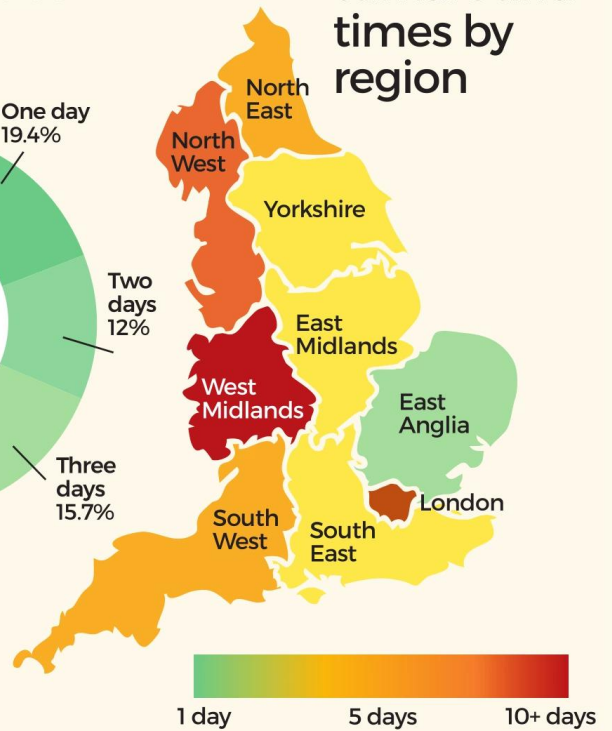 times by
region
One day
19.4%
North
East
North
West
Yorkshire
Two
days
12%
East
Midlands
West
Midlands
East
Anglia
Three
days
15.7%
London
South
West
South
East
1 day
5 days
10+ days